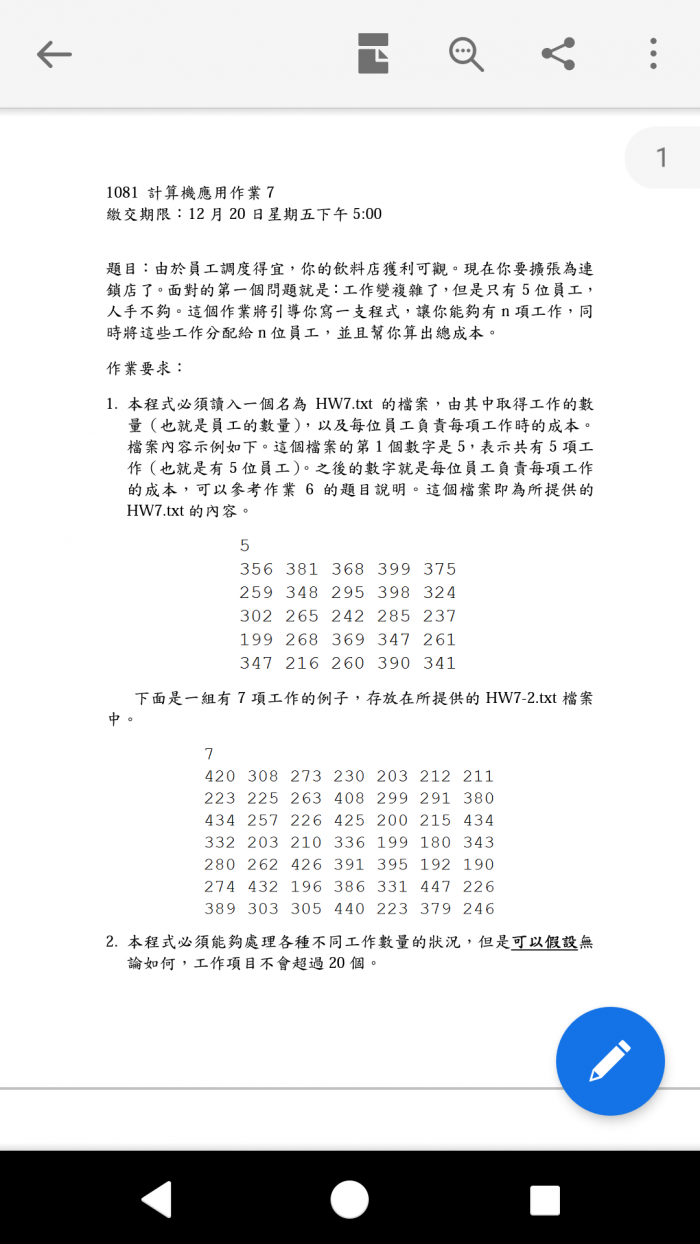 1
1081 計算機應用作業 7
繳交期限：12 月 20 日星期五下午 5:00
題目：由於員工調度得宜，你的飲料店獲利可觀。現在你要擴張為連
鎖店了。面對的第一個問題就是：工作變複雜了，但是只有 5 位員工，
人手不夠。這個作業將引導你寫一支程式，讓你能夠有 n 項工作，同
時將這些工作分配給 n 位員工，並且幫你算出總成本。
作業要求：
1. 本程式必須讀入一個名為 HW7.txt 的檔案，由其中取得工作的數
量（也就是員工的數量），以及每位員工負責每項工作時的成本。
檔案內容示例如下。這個檔案的第 1 個數字是 5，表示共有 5 項工
作（也就是有 5 位員工）。之後的數字就是每位員工負責每項工作
的成本，可以參考作業 6 的題目說明。這個檔案即為所提供的
HW7.txt 的內容。
5
356 381 368 399 375
259 348 295 398 324
302 265 242 285 237
199 268 369 347 261
347 216 260 390 341
下面是一組有 7 項工作的例子，存放在所提供的 HW7-2.txt 檔案
中。
7
420 308 273 230 203 212 211
223 225 263 408 299 291 380
434 257 226 425 200 215 434
332 203 210 336 199 180 343
280 262 426 391 395 192 190
274 432 196 386 331 447 226
389 303 305 440 223 379 246
2. 本程式必須能夠處理各種不同工作數量的狀況，但是可以假設無
論如何，工作項目不會超過 20 個。